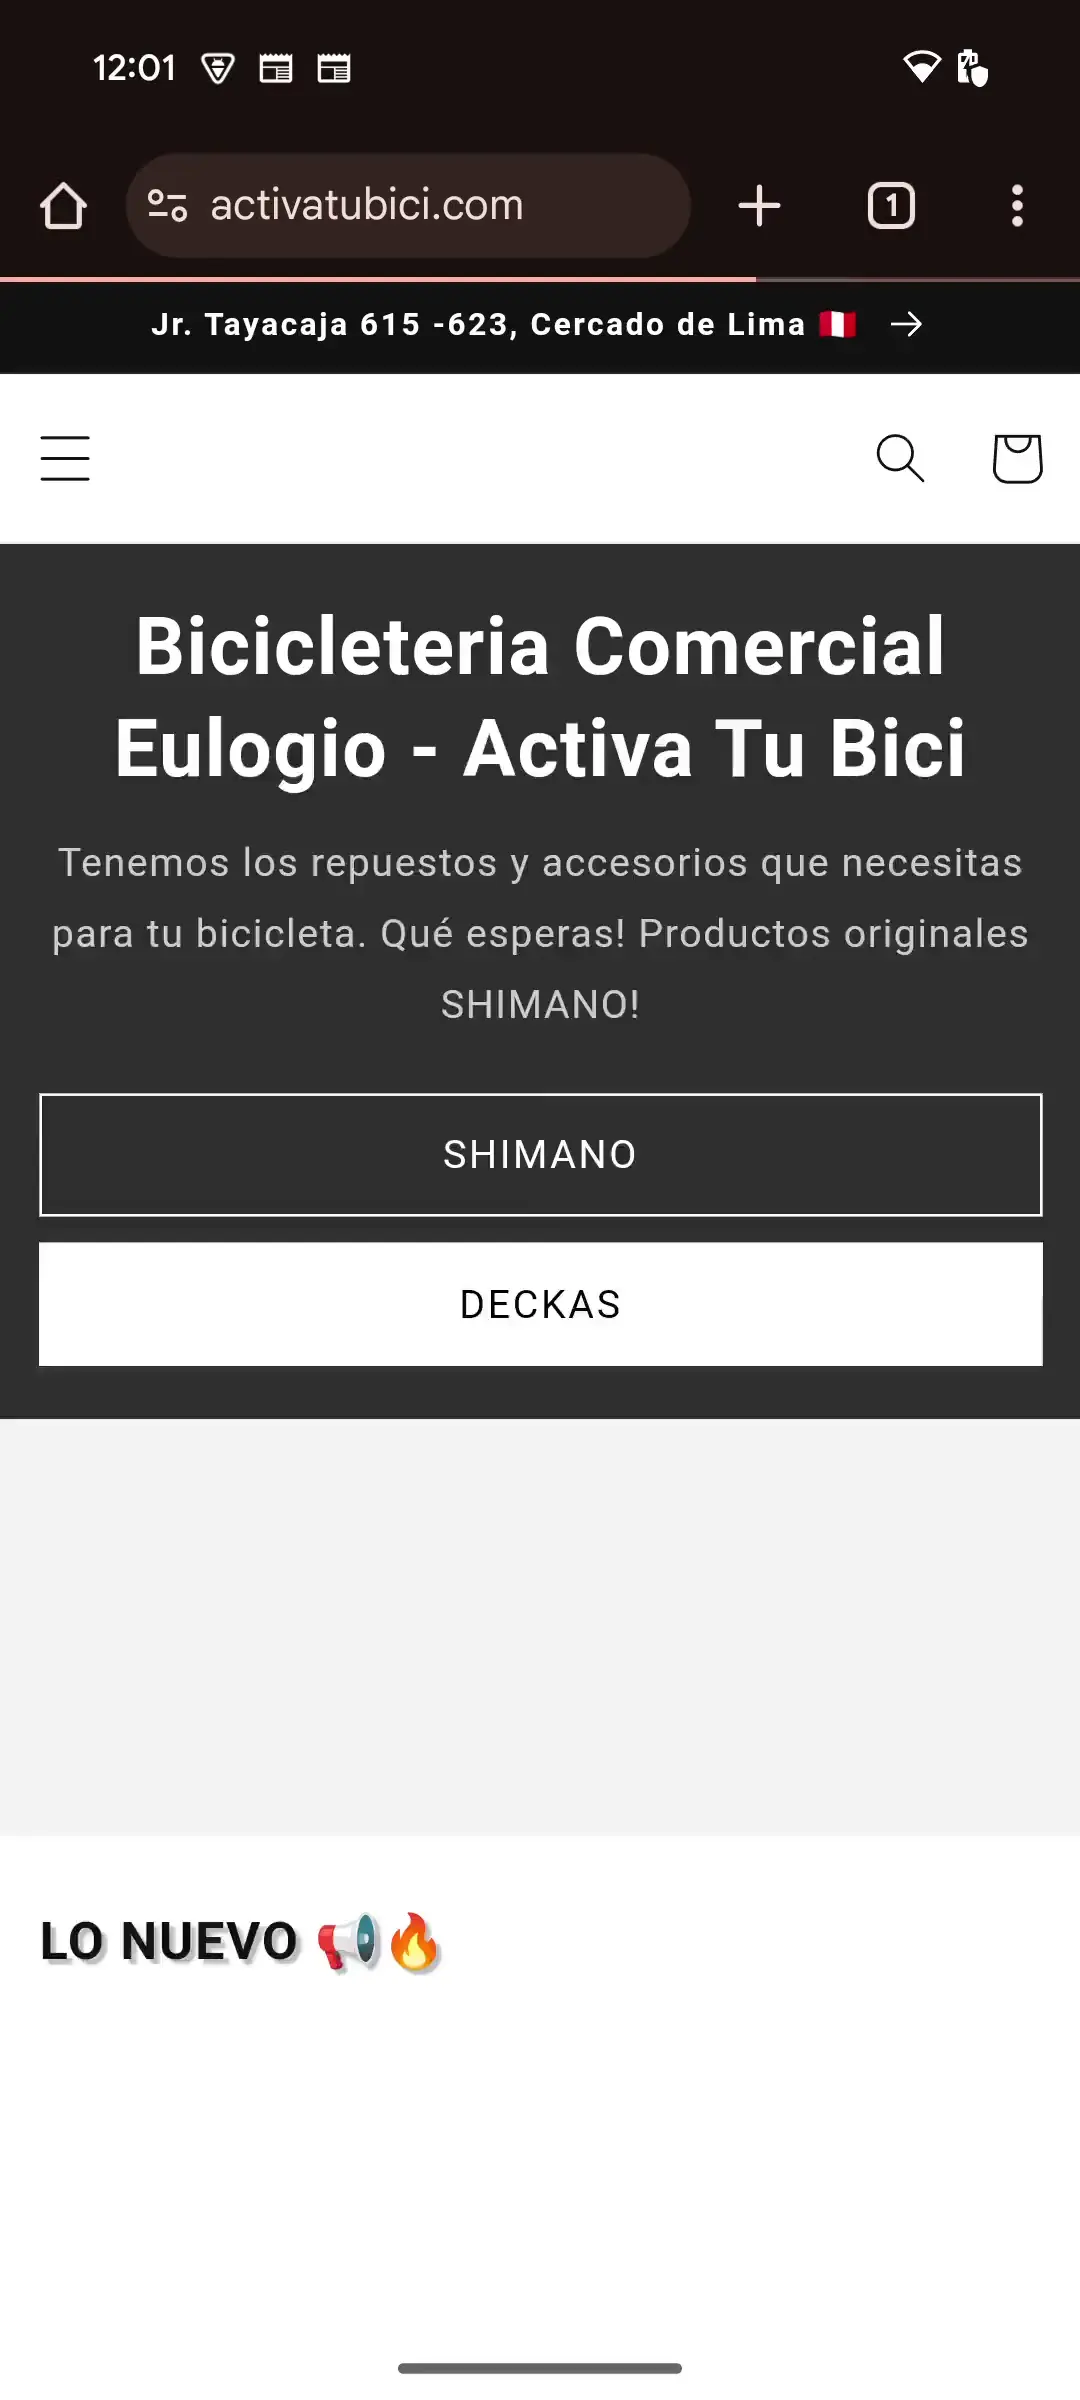 12:01
activatubici.com
1
Jr. Tayacaja 615 -623, Cercado de Lima 🇵🇪 →
Bicicleteria Comercial
Eulogio - Activa Tu Bici
Tenemos los repuestos y accesorios que necesitas
para tu bicicleta. Qué esperas! Productos originales
SHIMANO!
SHIMANO
DECKAS
LO NUEVO 📢🔥